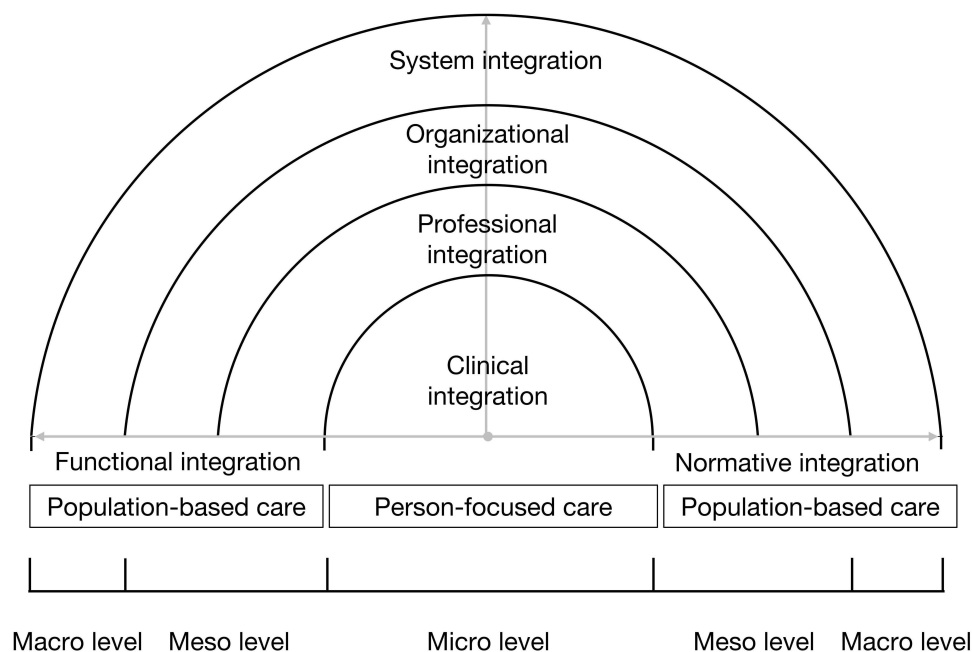 System integration
Organizational
integration
Professional
integration
Clinical
integration
Functional integration
Normative integration
Population-based care
Person-focused care
Population-based care
Macro level
Meso level
Micro level
Meso level
Macro level